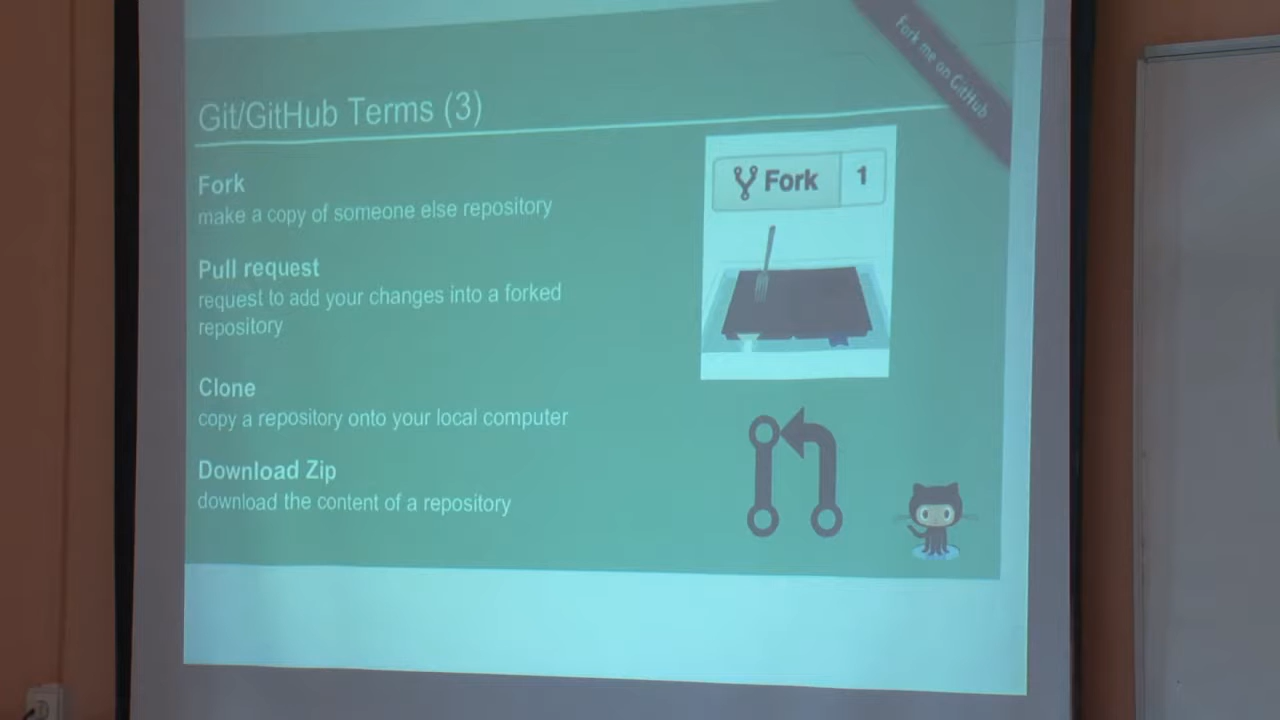 Fork me on GitHub
Git/GitHub Terms (3)
Fork
make a copy of someone else repository
Pull request
request to add your changes into a forked
repository
Clone
copy a repository onto your local computer
Download Zip
download the content of a repository
Fork 1